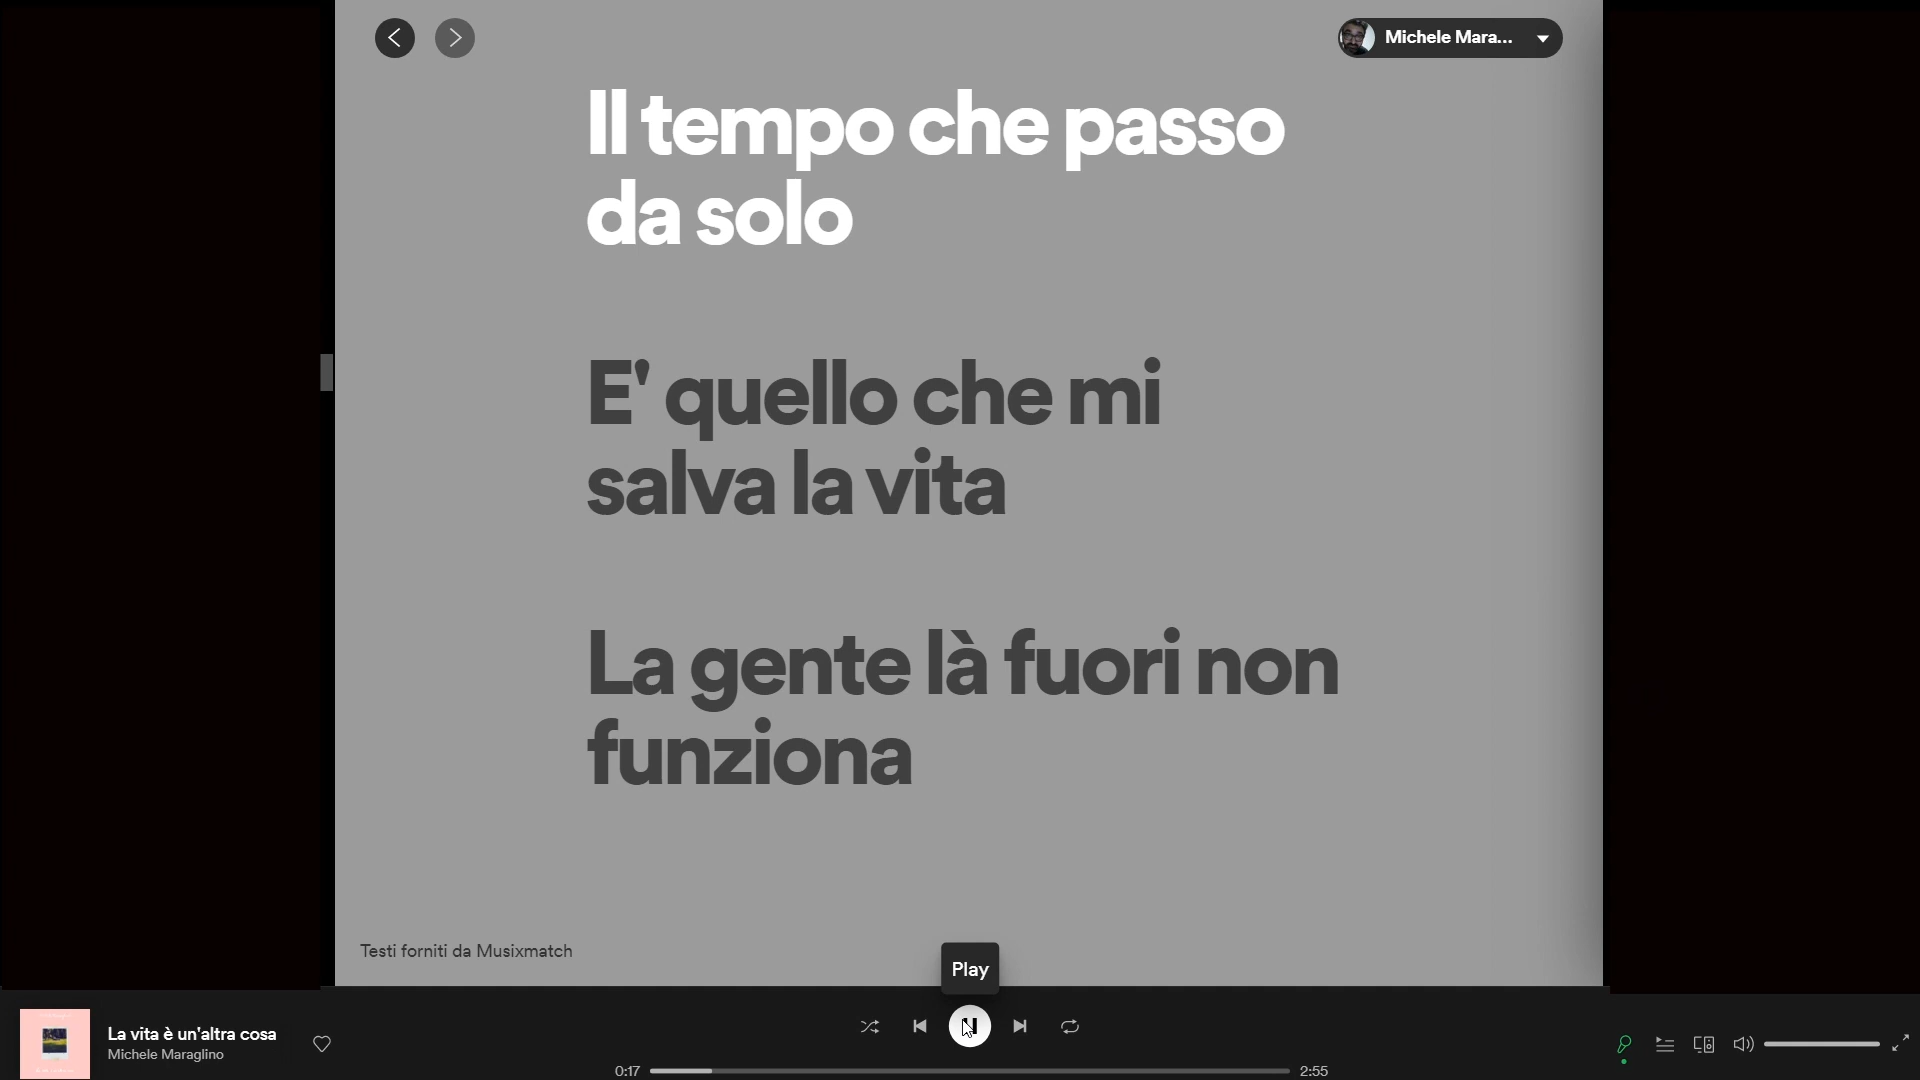 Michele Mara...
Il tempo che passo
da solo
E' quello che mi
salva la vita
La gente là fuori non
funziona
Testi forniti da Musixmatch
Play
La vita è un'altra cosa
Michele Maraglino
0:17
2:55